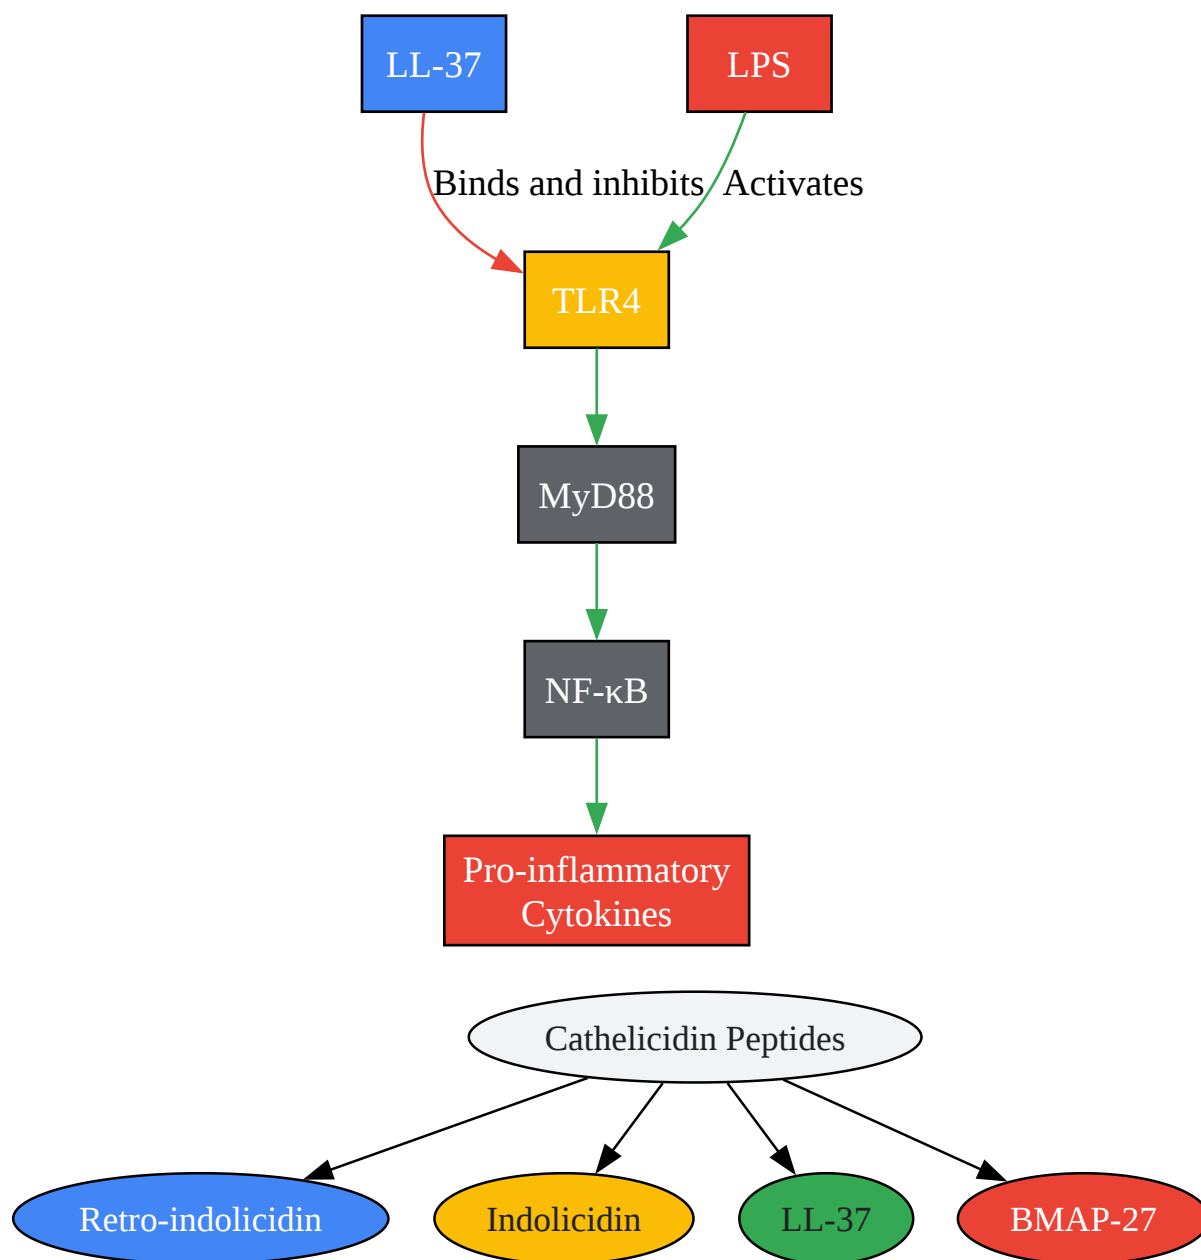 LL-37
LPS
Binds and inhibits
Activates
TLR4
MyD88
NF-κB
Pro-inflammatory
Cytokines
Cathelicidin Peptides
Retro-indolicidin
Indolicidin
LL-37
BMAP-27